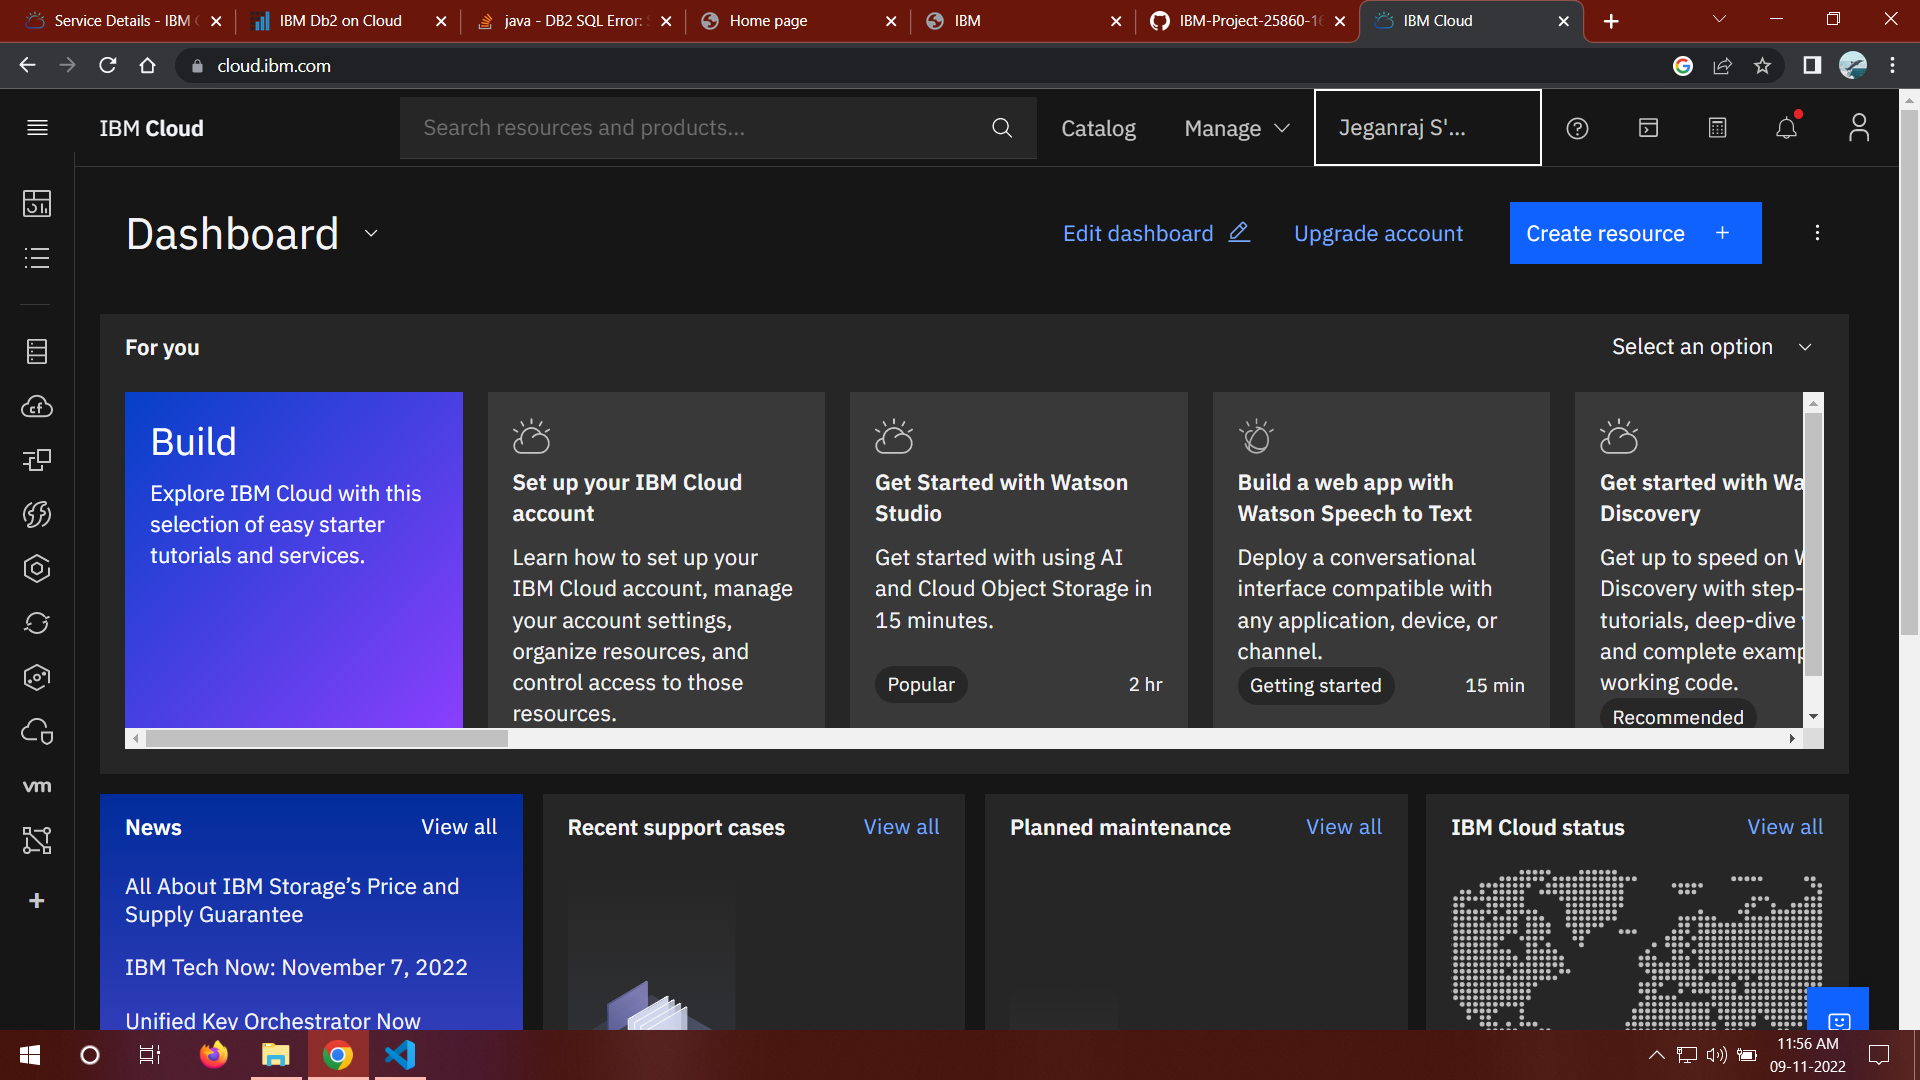 Service Details - IBM
IBM Db2 on Cloud
java - DB2 SQL Error:
Home page
IBM
IBM-Project-25860-16
IBM Cloud
cloud.ibm.com
IBM Cloud
Search resources and products...
Catalog
Manage
Jeganraj S'...
Dashboard
Edit dashboard
Upgrade account
Create resource +
For you
Select an option
Build
Explore IBM Cloud with this
selection of easy starter
tutorials and services.
Set up your IBM Cloud
account
Learn how to set up your
IBM Cloud account, manage
your account settings,
organize resources, and
control access to those
resources.
Get Started with Watson
Studio
Get started with using AI
and Cloud Object Storage in
15 minutes.
Popular
2 hr
Build a web app with
Watson Speech to Text
Deploy a conversational
interface compatible with
any application, device, or
channel.
Getting started
15 min
Get started with Wa
Discovery
Get up to speed on
Discovery with step-
tutorials, deep-dive
and complete examp
working code.
Recommended
cf
vm
News
View all
All About IBM Storage’s Price and
Supply Guarantee
IBM Tech Now: November 7, 2022
Unified Key Orchestrator Now
Recent support cases
View all
Planned maintenance
View all
IBM Cloud status
View all
11:56 AM
09-11-2022